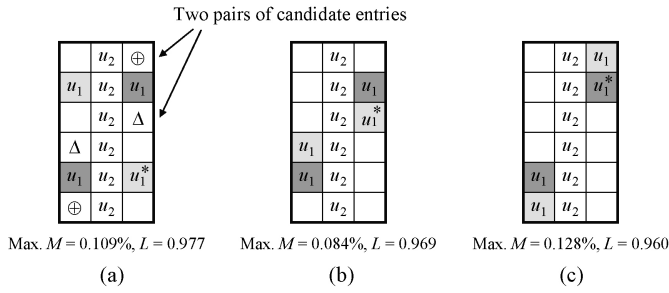 Two pairs of candidate entries
u₂ ⊕
u₁ u₂ u₁
u₂ Δ
Δ u₂
u₁ u₂ u₁*
⊕ u₂
Max. M = 0.109%, L = 0.977
(a)
u₂
u₂ u₁
u₂ u₁*
u₁ u₂
u₁ u₂
u₂
Max. M = 0.084%, L = 0.969
(b)
u₂ u₁
u₂ u₁*
u₂
u₂
u₁ u₂
u₁ u₂
Max. M = 0.128%, L = 0.960
(c)